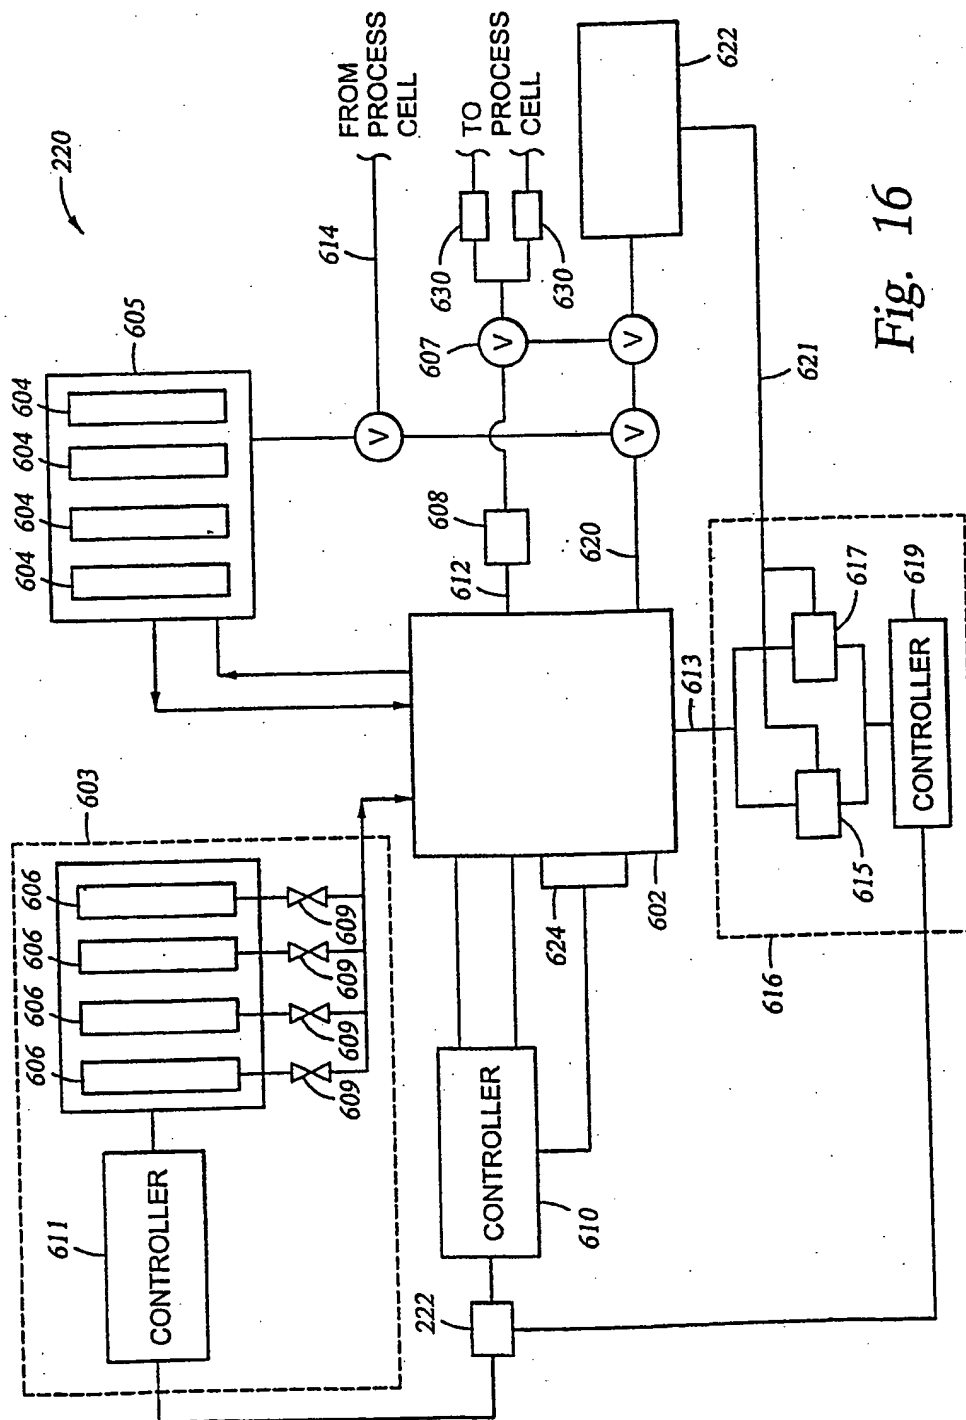 220
FROM
PROCESS
CELL
TO
PROCESS
CELL
614
630
630
622
605
604
604
604
604
V
V
V
V
607
608
612
620
621
Fig. 16
603
606
606
606
606
609
609
609
609
611
CONTROLLER
613
617
619
CONTROLLER
615
616
602
624
CONTROLLER
610
222